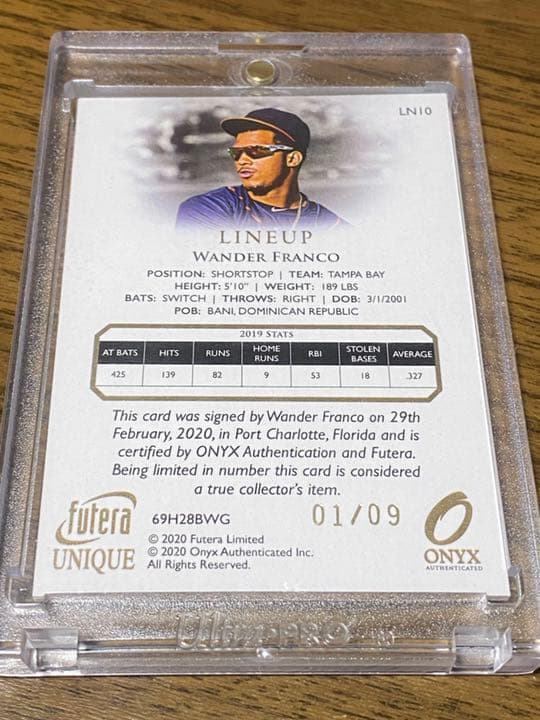 LN10
LINEUP
WANDER FRANCO
POSITION: SHORTSTOP | TEAM: TAMPA BAY
HEIGHT: 5'10" | WEIGHT: 189 LBS
BATS: SWITCH | THROWS: RIGHT | DOB: 3/1/2001
POB: BANI, DOMINICAN REPUBLIC
2019 STATS
AT BATS HITS RUNS HOME RUNS RBI STOLEN BASES AVERAGE
425 139 82 9 53 18 .327
This card was signed by Wander Franco on 29th
February, 2020, in Port Charlotte, Florida and is
certified by ONYX Authentication and Futera.
Being limited in number this card is considered
a true collector's item.
futera
UNIQUE
69H28BWG
01/09
© 2020 Futera Limited
© 2020 Onyx Authenticated Inc.
All Rights Reserved.
ONYX
AUTHENTICATED
Ultra PRO